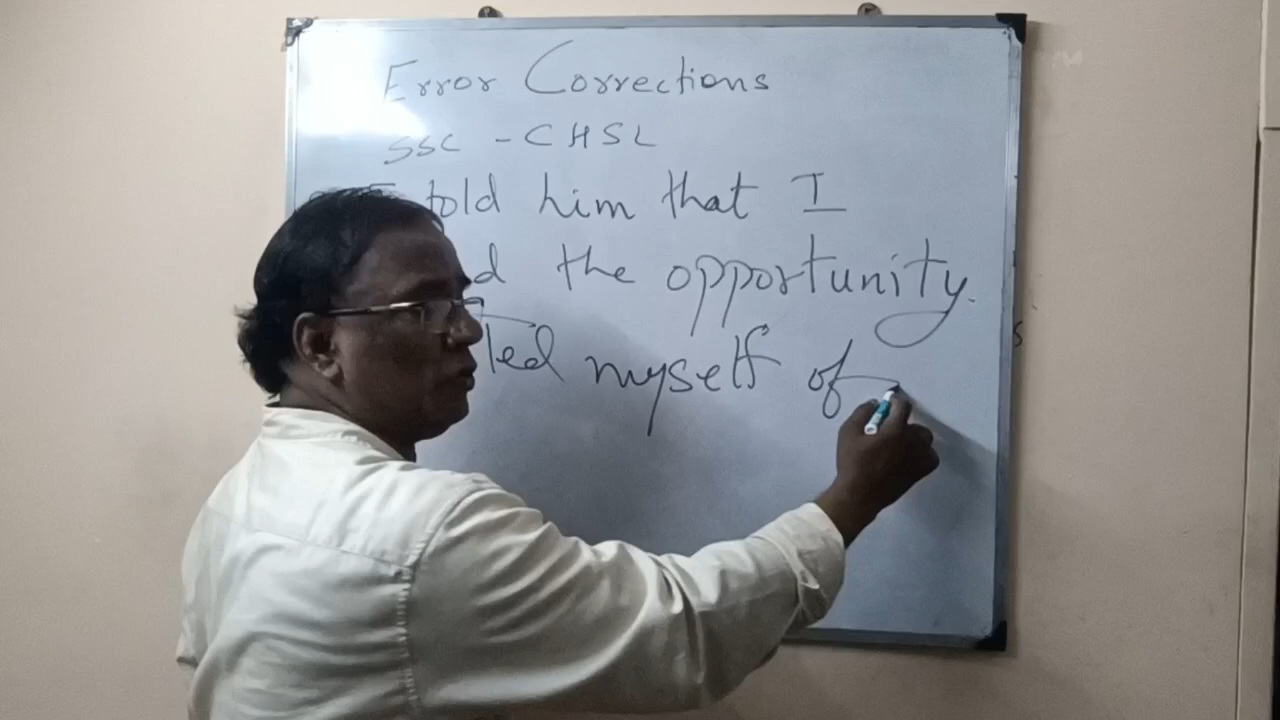 Error Corrections
SSC - CHSL
told him that I
the opportunity.
myself of